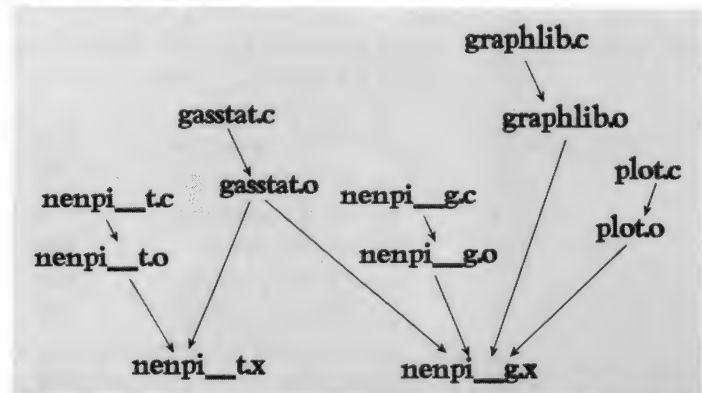 graphlib.c
gasstat.c
graphlib.o
plot.c
gasstat.o
nenpi__t.c
nenpi__g.c
plot.o
nenpi__t.o
nenpi__g.o
nenpi__t.x
nenpi__g.x